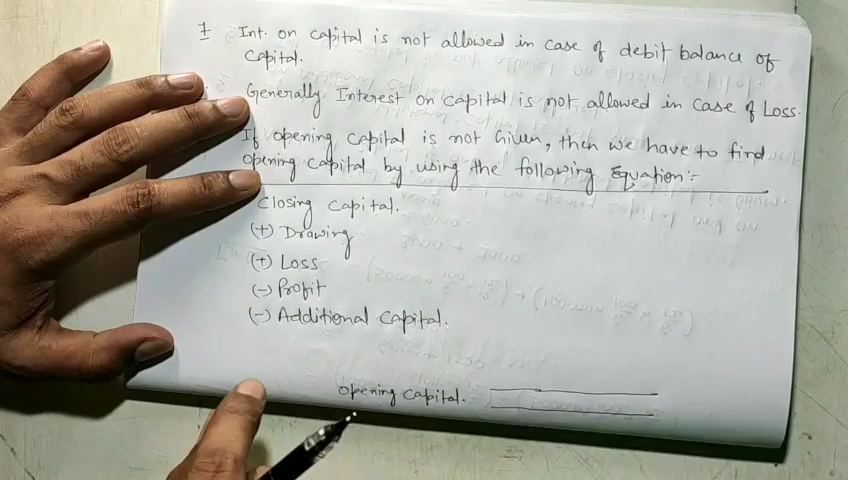 7 Int. on capital is not allowed in case of debit balance of
capital.
Generally Interest on capital is not allowed in case of Loss.
If opening capital is not Given, then we have to find
opening capital by using the following Equation:-
Closing capital.
(+) Drawing
(+) Loss
(-) Profit
(-) Additional capital.
opening capital.